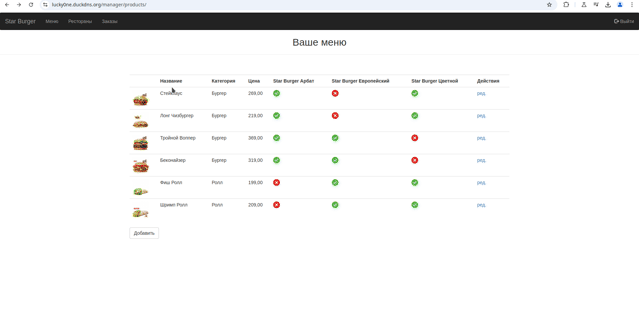 lucky0ne.duckdns.org/manager/products/
Star Burger Меню Рестораны Заказы Выйти
Ваше меню
Название Категория Цена Star Burger Арбат Star Burger Европейский Star Burger Цветной Действия
Стейкхаус Бургер 269,00 ред.
Лонг Чизбургер Бургер 219,00 ред.
Тройной Воппер Бургер 369,00 ред.
Беконайзер Бургер 319,00 ред.
Фиш Ролл Ролл 199,00 ред.
Шримп Ролл Ролл 209,00 ред.
Добавить